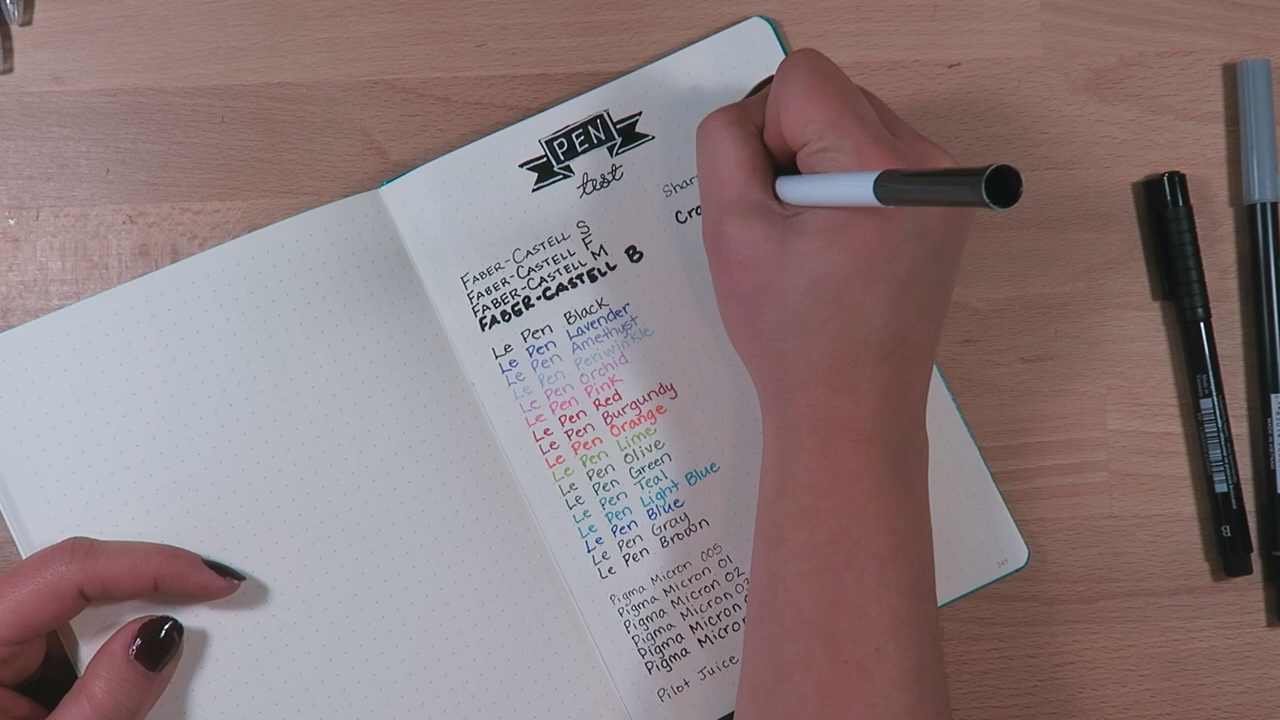 PEN
test
FABER-CASTELL S
FABER-CASTELL F
FABER-CASTELL M
FABER-CASTELL B
Le Pen Black
Le Pen Lavender
Le Pen Amethyst
Le Pen Periwinkle
Le Pen Orchid
Le Pen Pink
Le Pen Red
Le Pen Burgundy
Le Pen Orange
Le Pen Lime
Le Pen Olive
Le Pen Green
Le Pen Teal
Le Pen Light Blue
Le Pen Blue
Le Pen Gray
Le Pen Brown
Pigma Micron 005
Pigma Micron 01
Pigma Micron 02
Pigma Micron 03
Pigma Micron
Pigma Micron
Pilot Juice
Shar
Cro
B